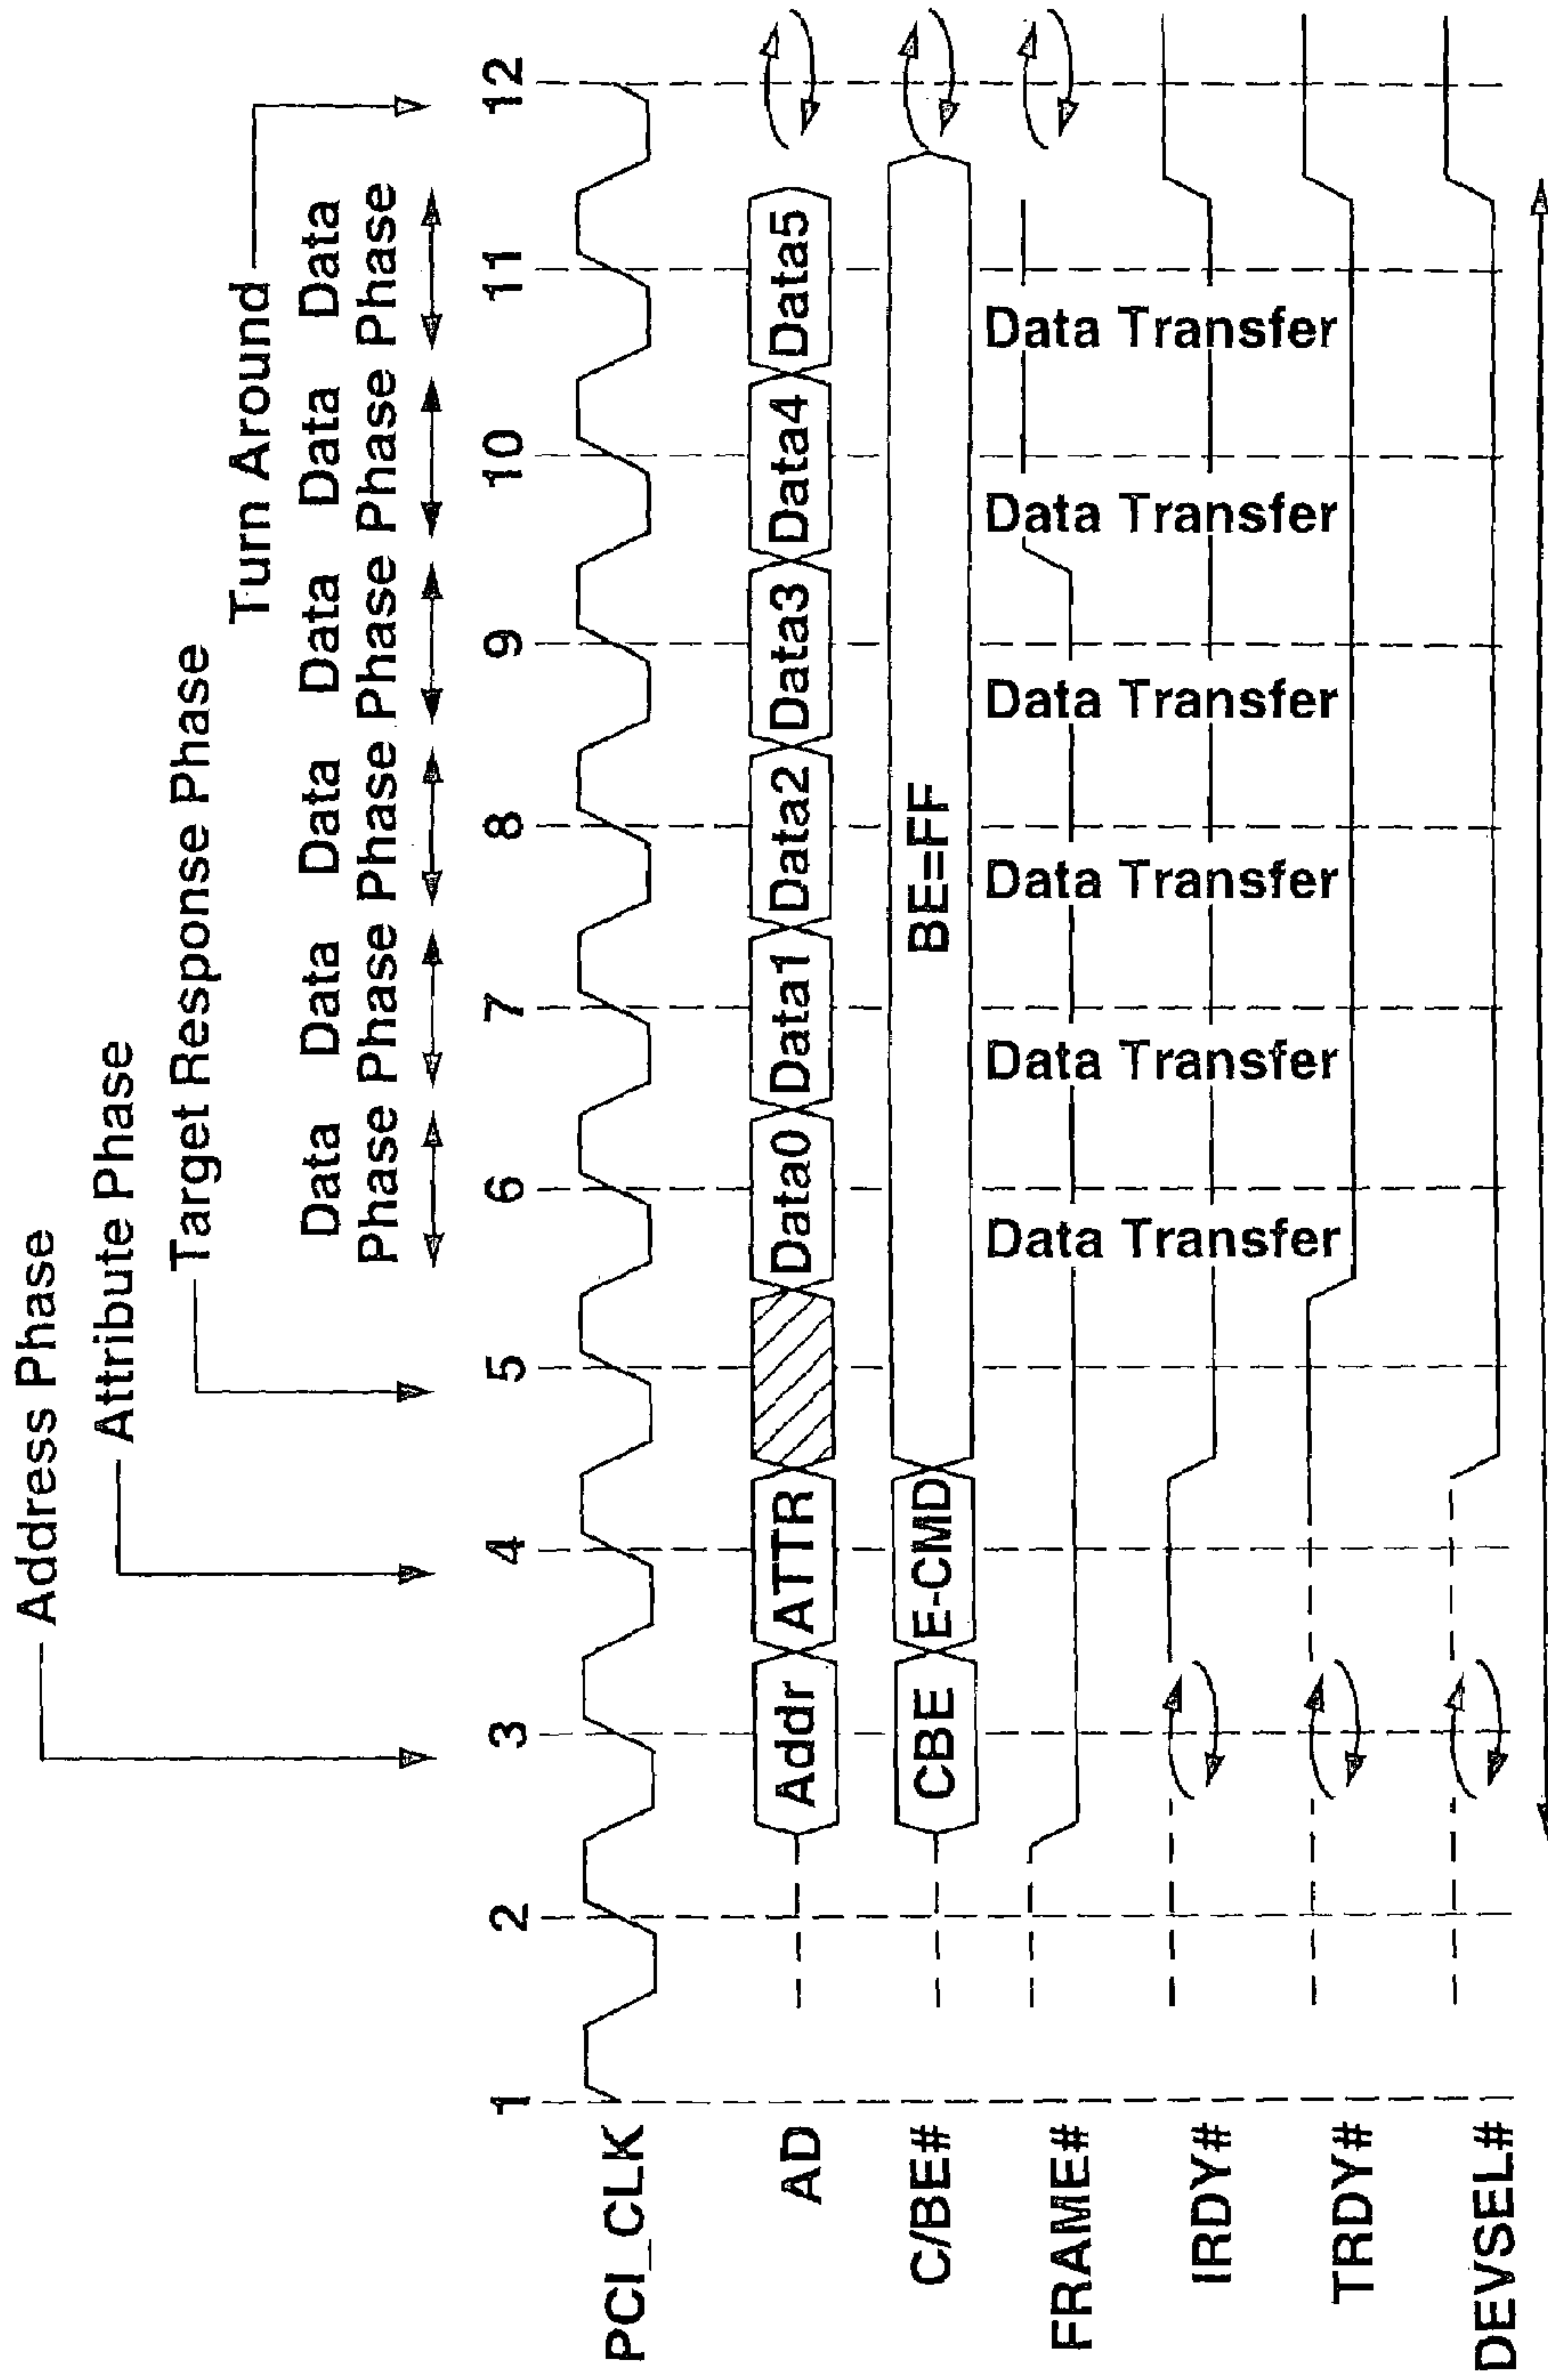 Address Phase
Attribute Phase
Target Response Phase
Turn Around
Data Data Data Data Data Data
Phase Phase Phase Phase Phase Phase
1 2 3 4 5 6 7 8 9 10 11 12
PCI_CLK
AD Addr ATTR Data0 Data1 Data2 Data3 Data4 Data5
C/BE# CBE E-CMD BE=FF
FRAME#
Data Transfer Data Transfer Data Transfer Data Transfer Data Transfer Data Transfer
IRDY#
TRDY#
DEVSEL#